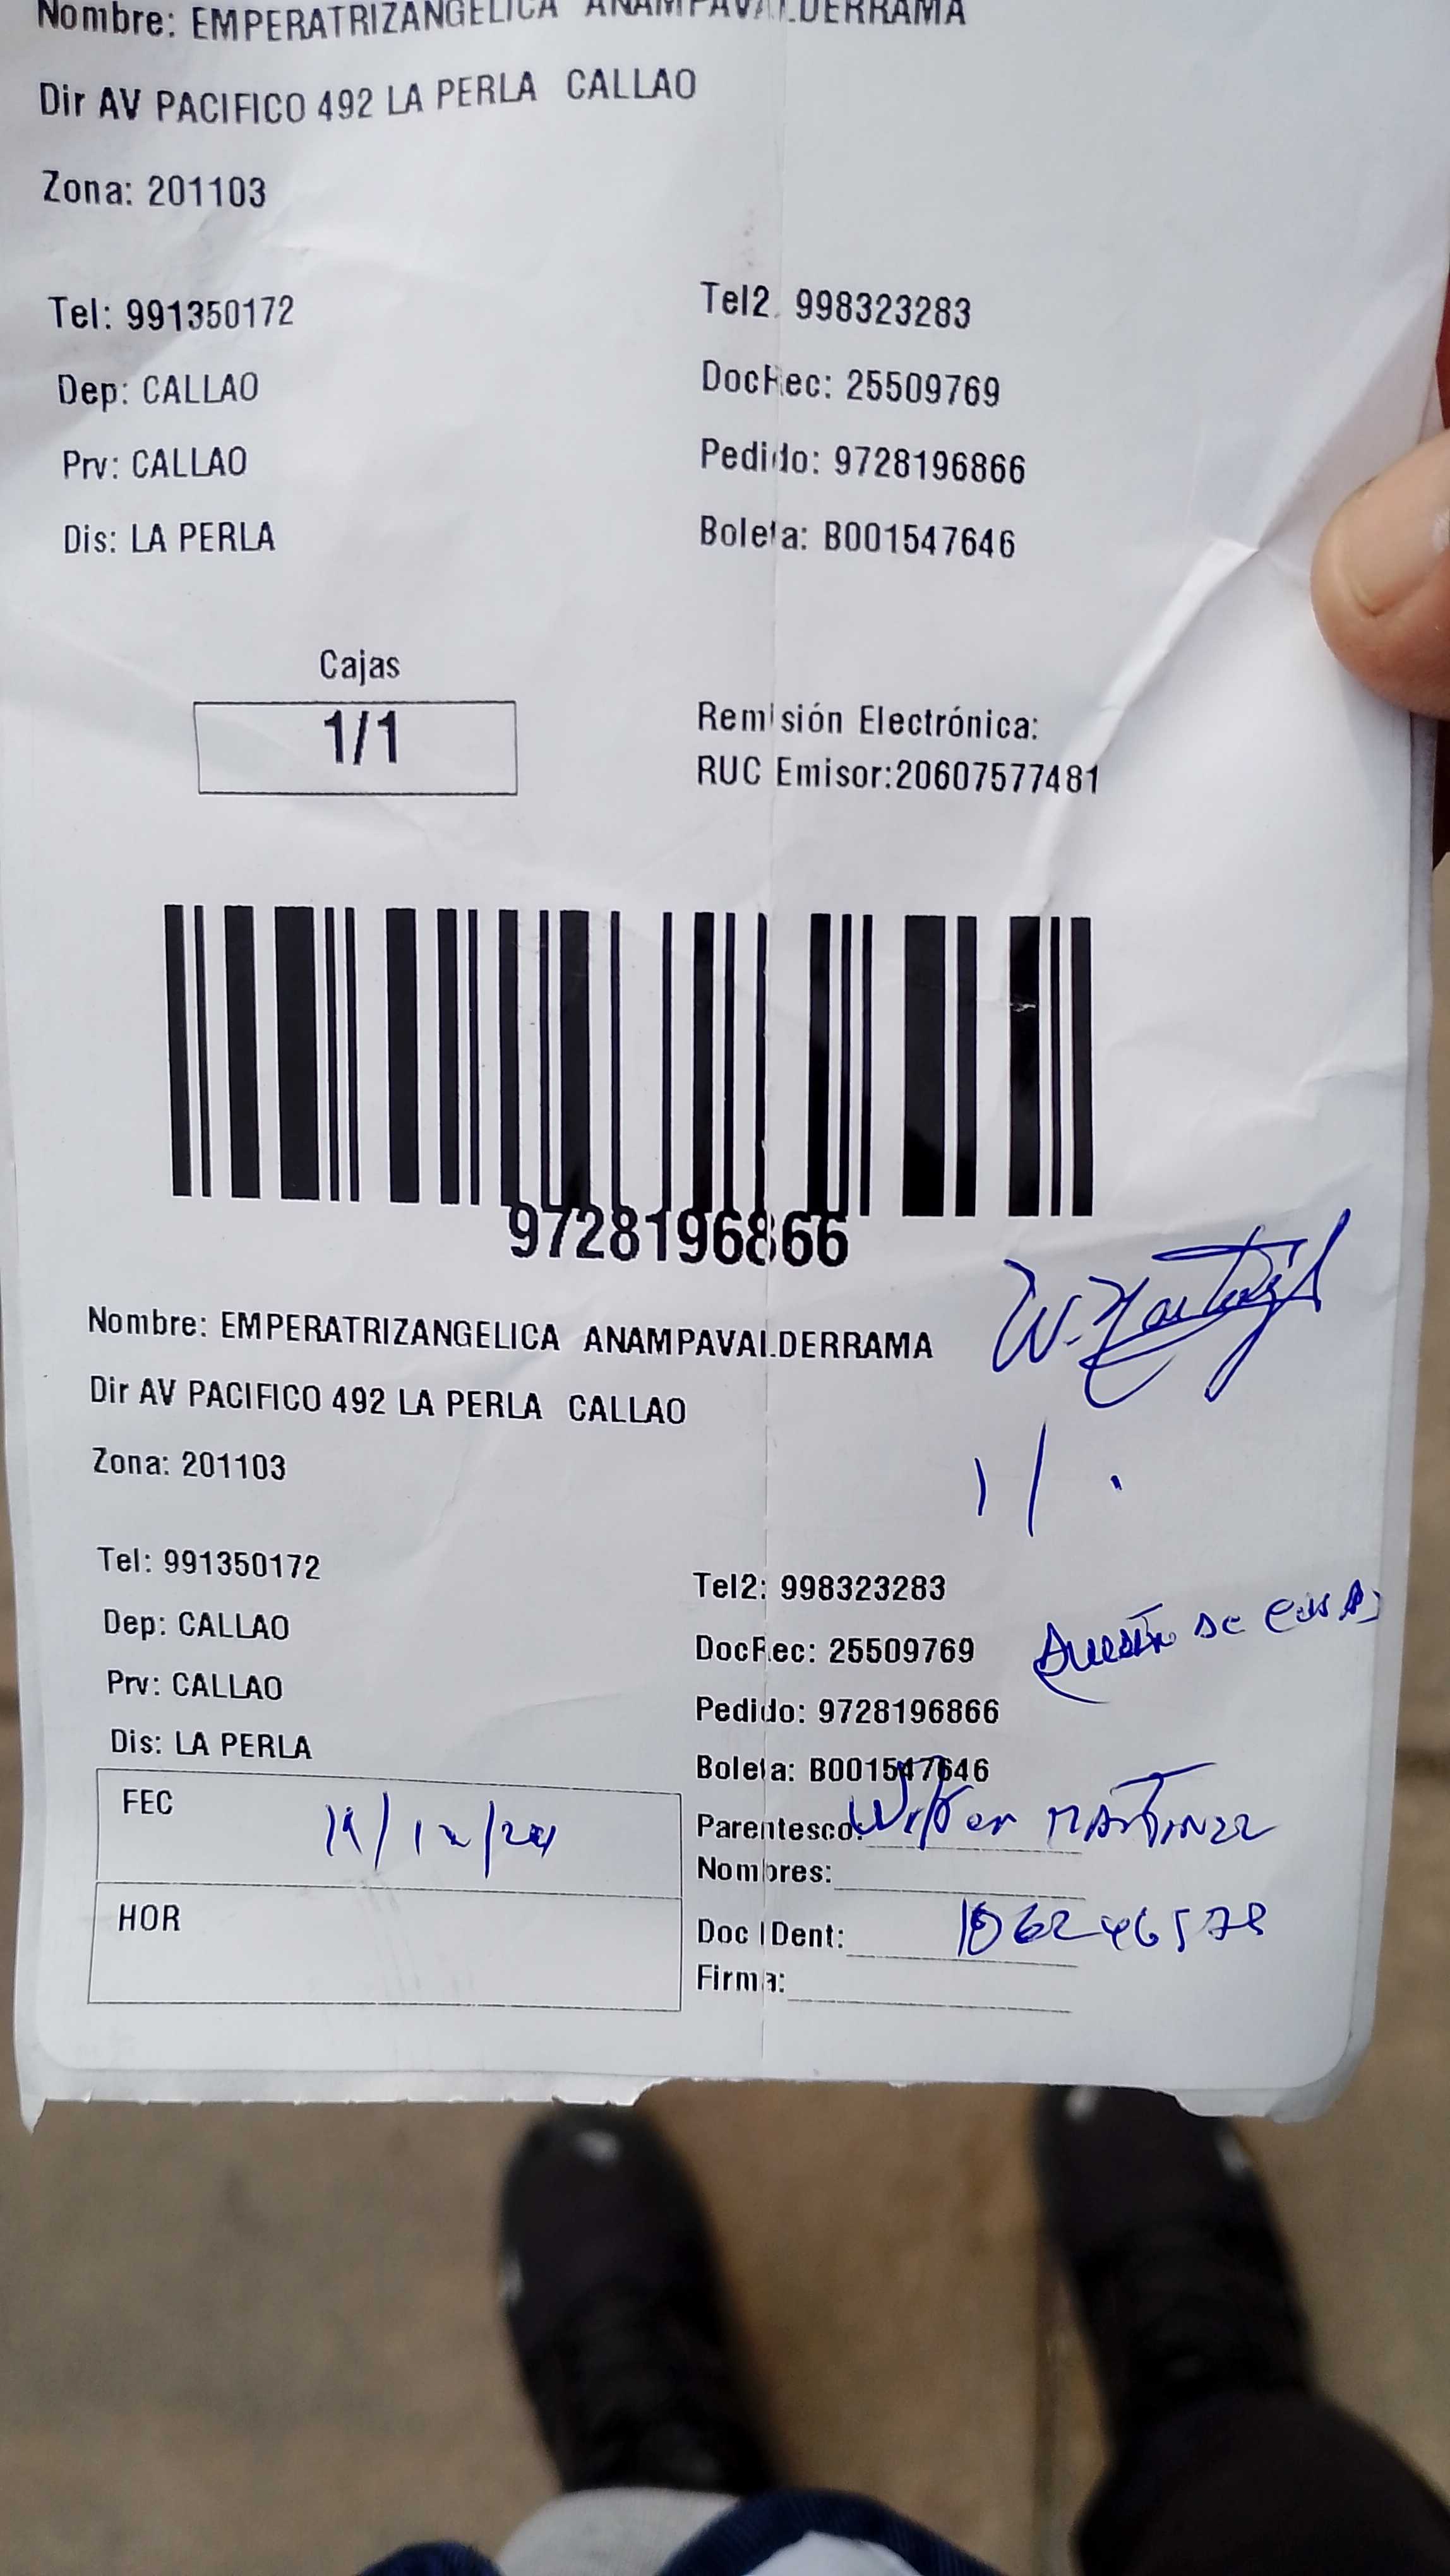 Nombre: EMPERATRIZANGELICA ANAMPAVALDERRAMA
Dir AV PACIFICO 492 LA PERLA CALLAO
Zona: 201103
Tel: 991350172 Tel2: 998323283
Dep: CALLAO DocRec: 25509769
Prv: CALLAO Pedido: 9728196866
Dis: LA PERLA Boleta: B001547646
Cajas
1/1
Remisión Electrónica:
RUC Emisor:20607577481
9728196866
Nombre: EMPERATRIZANGELICA ANAMPAVALDERRAMA
Dir AV PACIFICO 492 LA PERLA CALLAO
Zona: 201103
1/
Tel: 991350172 Tel2: 998323283
Dep: CALLAO DocRec: 25509769
Prv: CALLAO Pedido: 9728196866
Dis: LA PERLA Boleta: B001547646
FEC
Parentesco: MARTINEZ
Nombres:
HOR
Doc IDent:
Firma: